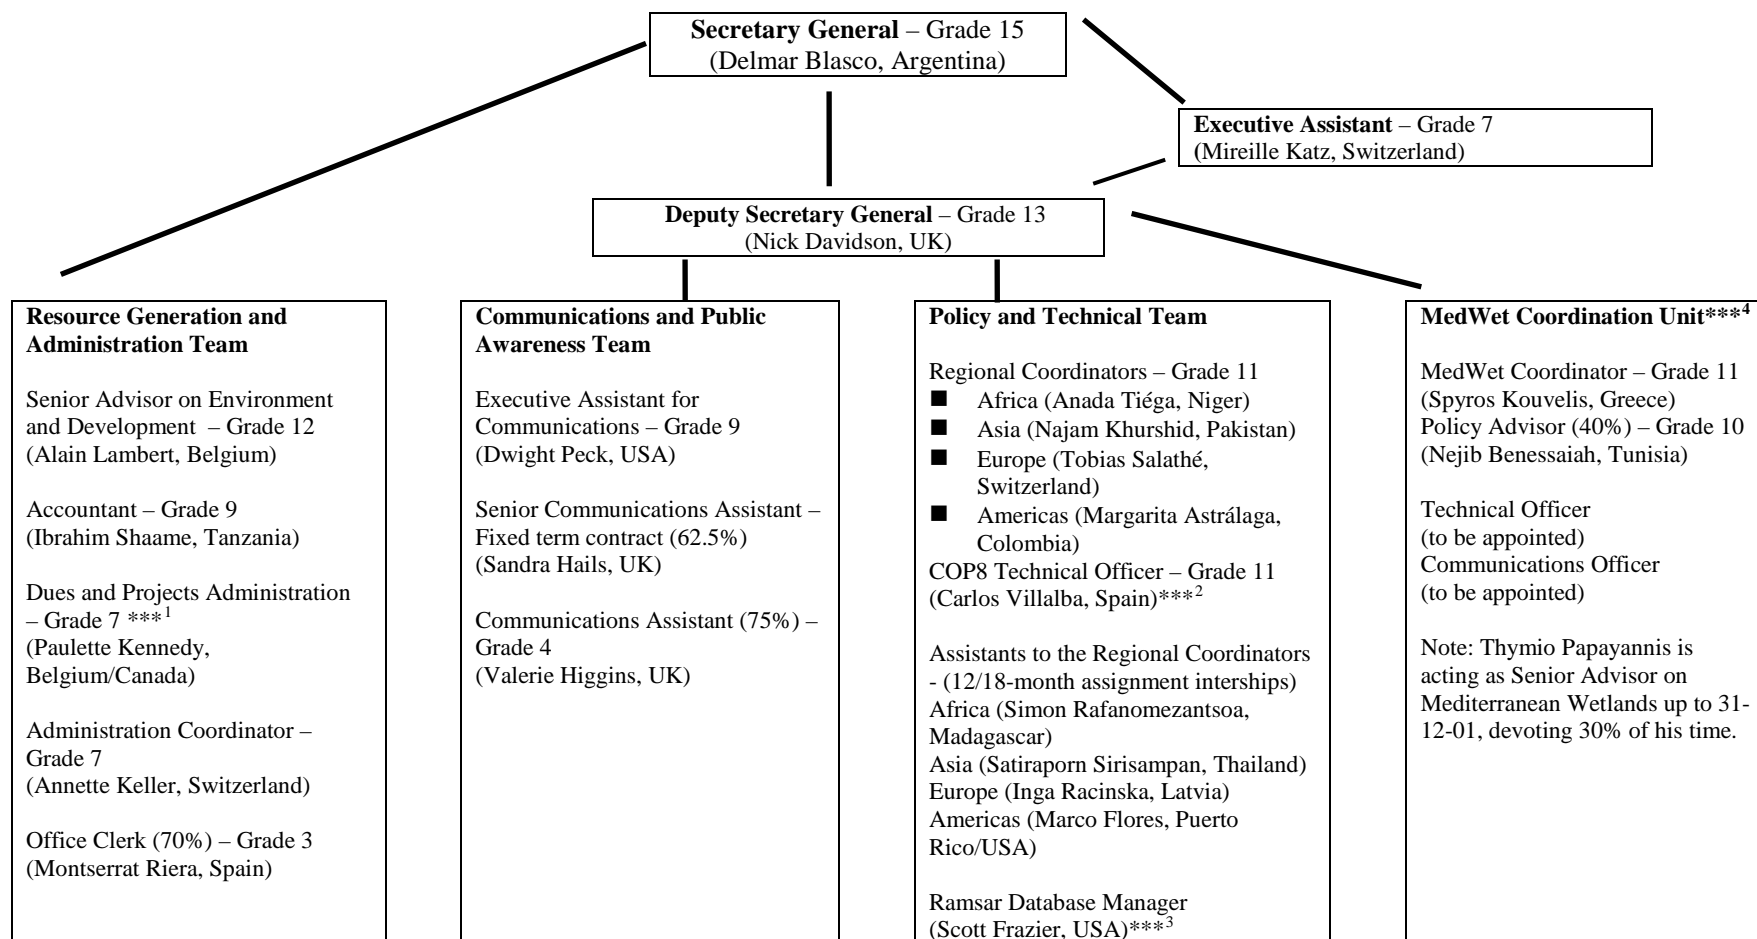 Secretary General – Grade 15
(Delmar Blasco, Argentina)
Executive Assistant – Grade 7
(Mireille Katz, Switzerland)
Deputy Secretary General – Grade 13
(Nick Davidson, UK)
Resource Generation and
Administration Team
Senior Advisor on Environment
and Development – Grade 12
(Alain Lambert, Belgium)
Accountant – Grade 9
(Ibrahim Shaame, Tanzania)
Dues and Projects Administration
– Grade 7 ***1
(Paulette Kennedy,
Belgium/Canada)
Administration Coordinator –
Grade 7
(Annette Keller, Switzerland)
Office Clerk (70%) – Grade 3
(Montserrat Riera, Spain)
Communications and Public
Awareness Team
Executive Assistant for
Communications – Grade 9
(Dwight Peck, USA)
Senior Communications Assistant –
Fixed term contract (62.5%)
(Sandra Hails, UK)
Communications Assistant (75%) –
Grade 4
(Valerie Higgins, UK)
Policy and Technical Team
Regional Coordinators – Grade 11
■ Africa (Anada Tiéga, Niger)
■ Asia (Najam Khurshid, Pakistan)
■ Europe (Tobias Salathé,
Switzerland)
■ Americas (Margarita Astrálaga,
Colombia)
COP8 Technical Officer – Grade 11
(Carlos Villalba, Spain)***2
Assistants to the Regional Coordinators
- (12/18-month assignment interships)
Africa (Simon Rafanomezantsoa,
Madagascar)
Asia (Satiraporn Sirisampan, Thailand)
Europe (Inga Racinska, Latvia)
Americas (Marco Flores, Puerto
Rico/USA)
Ramsar Database Manager
(Scott Frazier, USA)***3
MedWet Coordination Unit***4
MedWet Coordinator – Grade 11
(Spyros Kouvelis, Greece)
Policy Advisor (40%) – Grade 10
(Nejib Benessaiah, Tunisia)
Technical Officer
(to be appointed)
Communications Officer
(to be appointed)
Note: Thymio Papayannis is
acting as Senior Advisor on
Mediterranean Wetlands up to 31-
12-01, devoting 30% of his time.